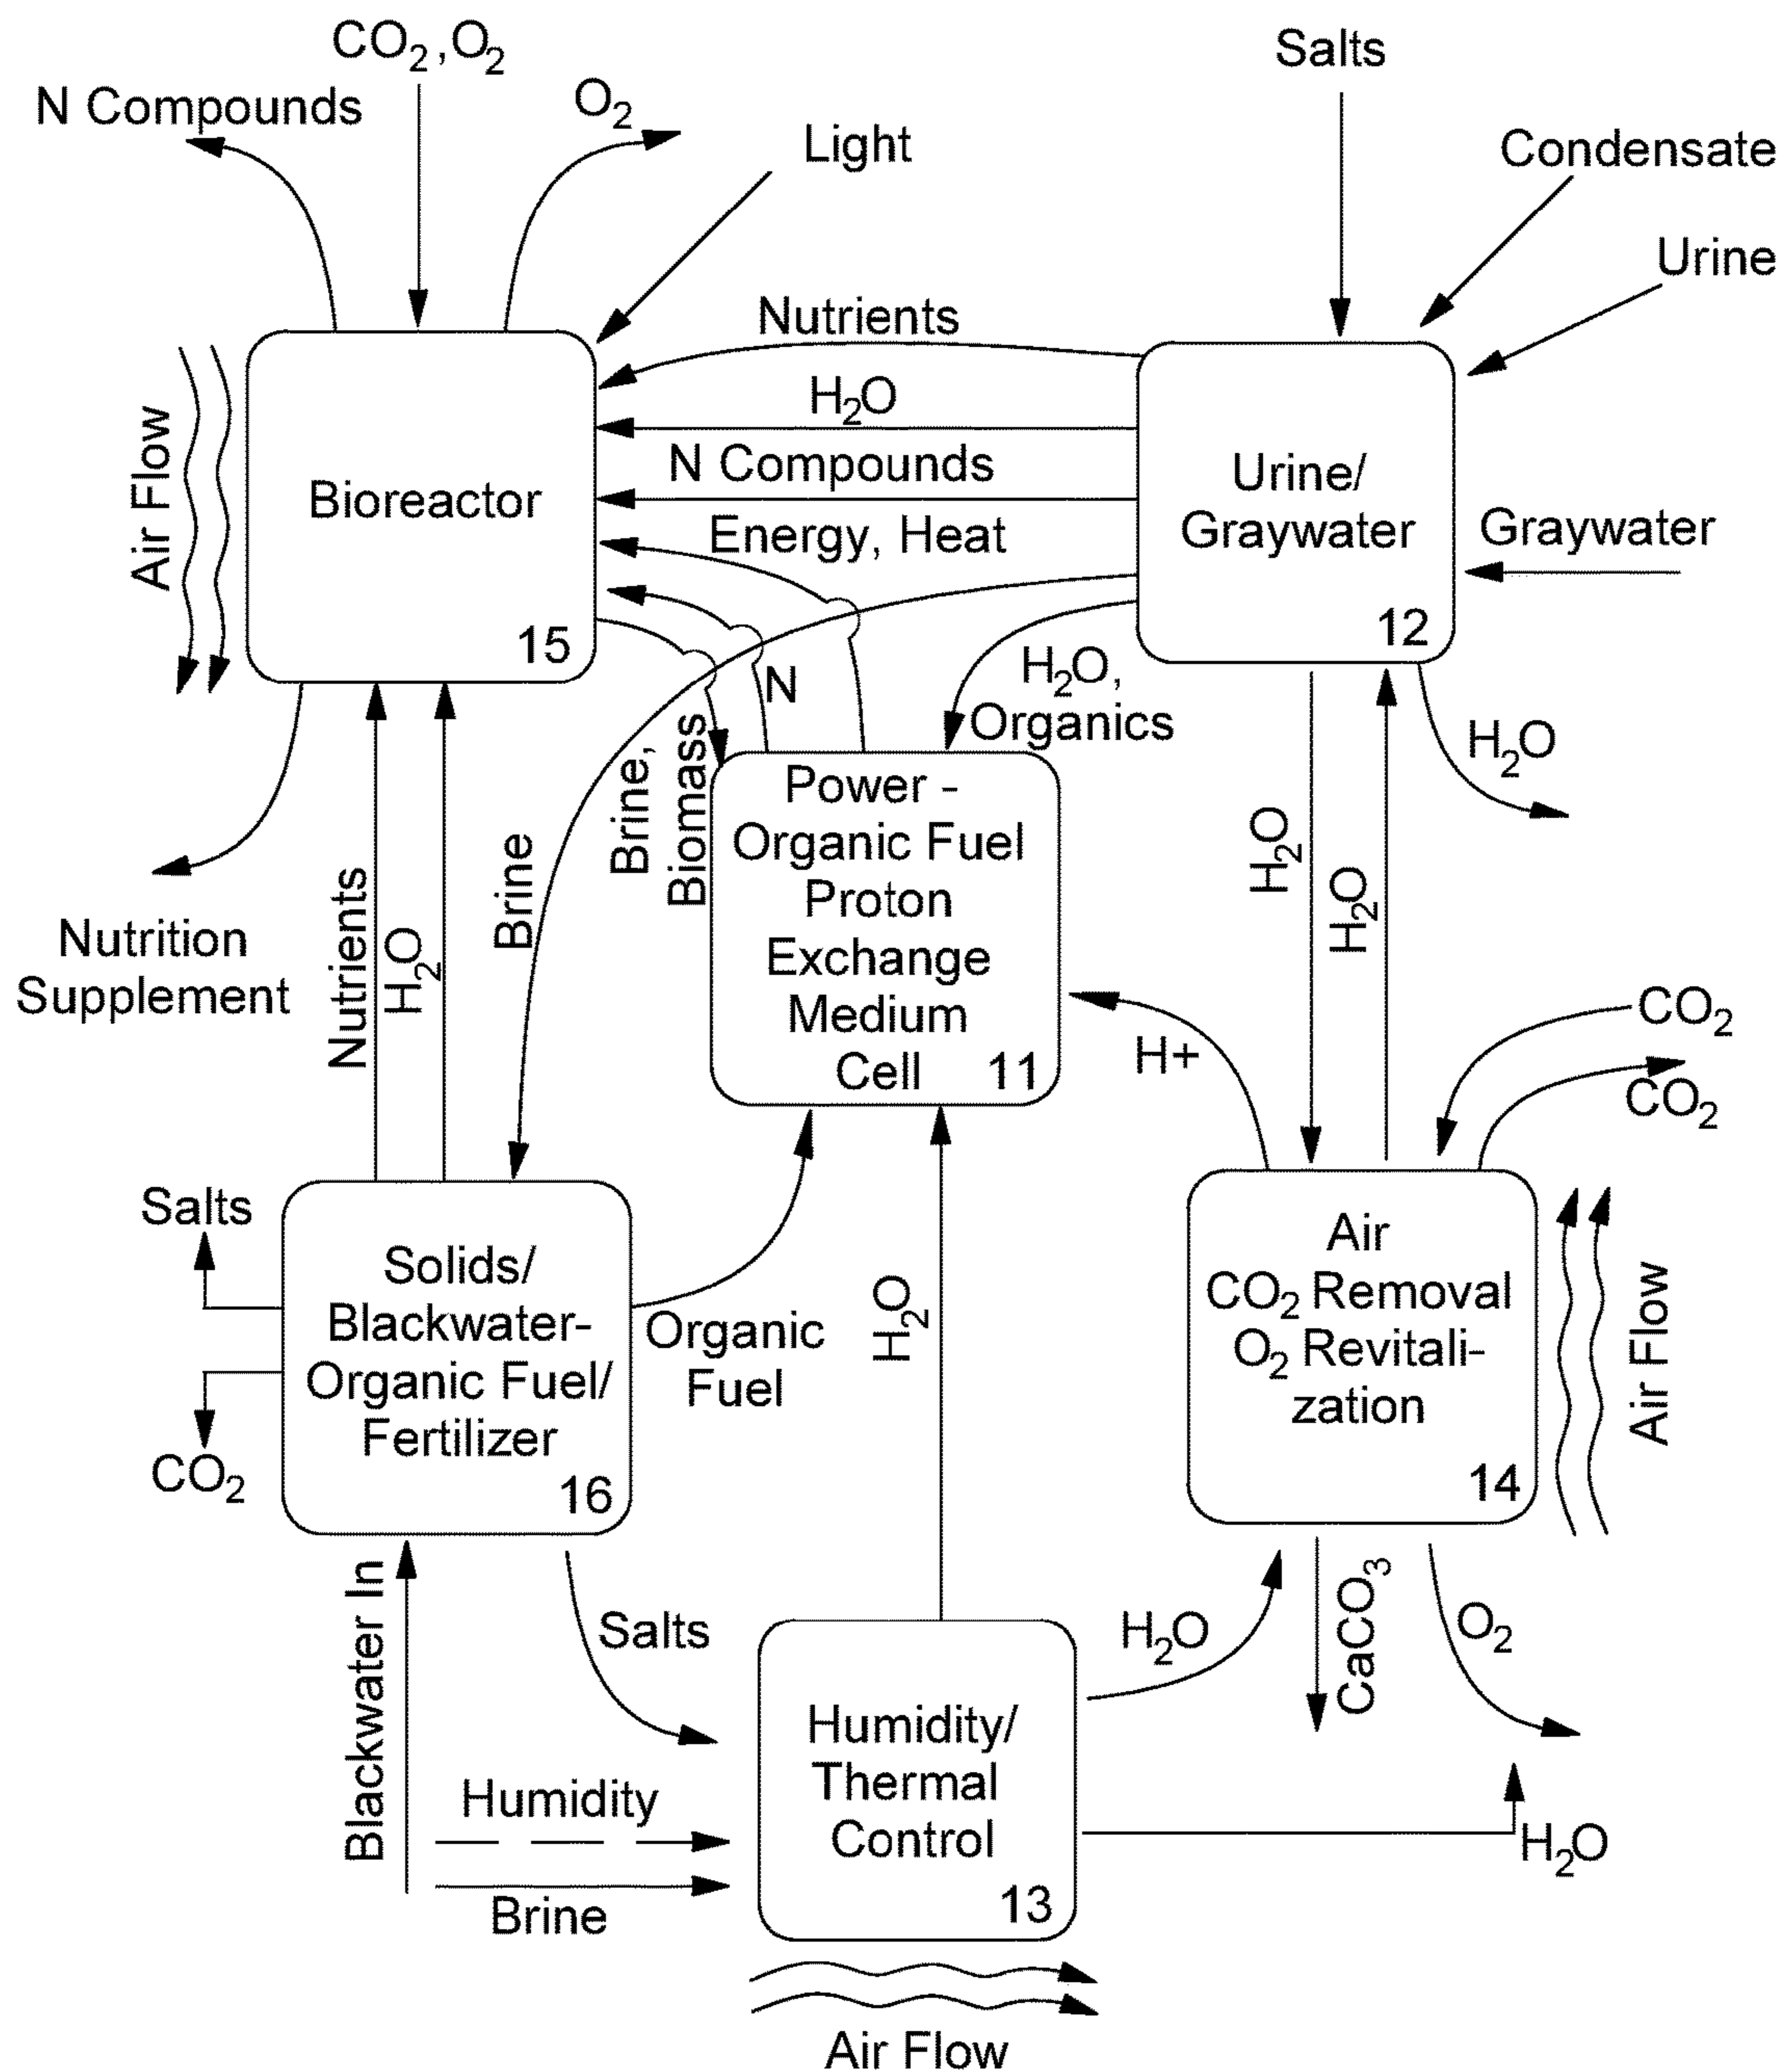 CO₂,O₂
Salts
N Compounds
O₂
Light
Condensate
Urine
Nutrients
H₂O
N Compounds
Energy, Heat
Air Flow
Bioreactor
15
Urine/
Graywater
12
Graywater
N
H₂O,
Organics
H₂O
Brine,
Biomass
Brine
Nutrients
H₂O
Nutrition
Supplement
Power -
Organic Fuel
Proton
Exchange
Medium
Cell
11
H₂O
H₂O
H+
CO₂
CO₂
Salts
CO₂
Solids/
Blackwater-
Organic Fuel/
Fertilizer
16
Organic
Fuel
H₂O
Air
CO₂ Removal
O₂ Revitali-
zation
14
Air Flow
Blackwater In
Salts
H₂O
CaCO₃
O₂
Humidity
Brine
Humidity/
Thermal
Control
13
H₂O
Air Flow